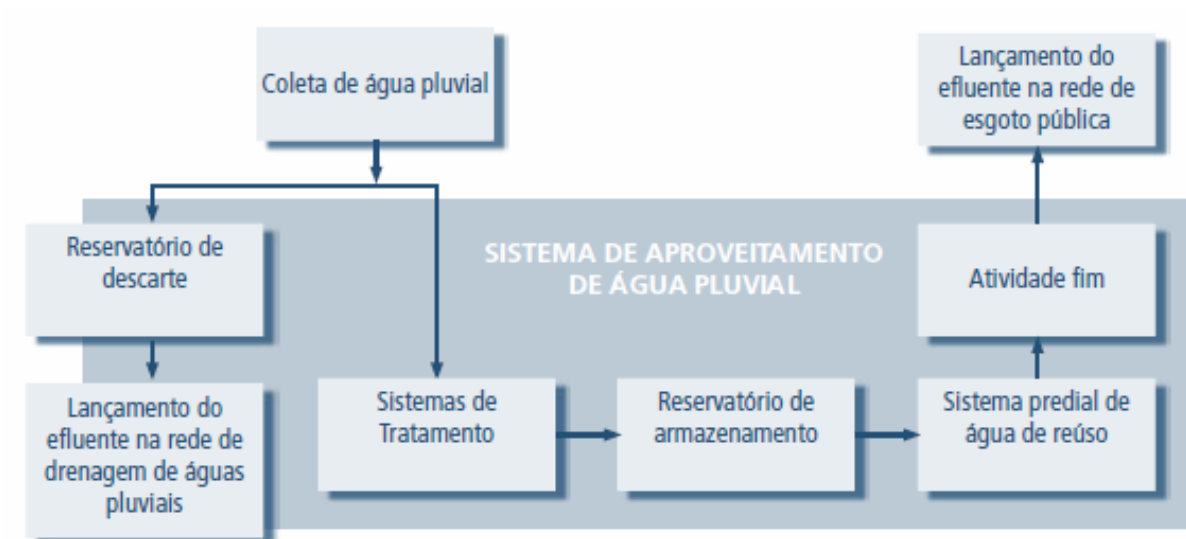 Coleta de água pluvial
Lançamento do
efluente na rede de
esgoto pública
Reservatório de
descarte
SISTEMA DE APROVEITAMENTO
DE ÁGUA PLUVIAL
Atividade fim
Lançamento do
efluente na rede de
drenagem de águas
pluviais
Sistemas de
Tratamento
Reservatório de
armazenamento
Sistema predial de
água de reúso